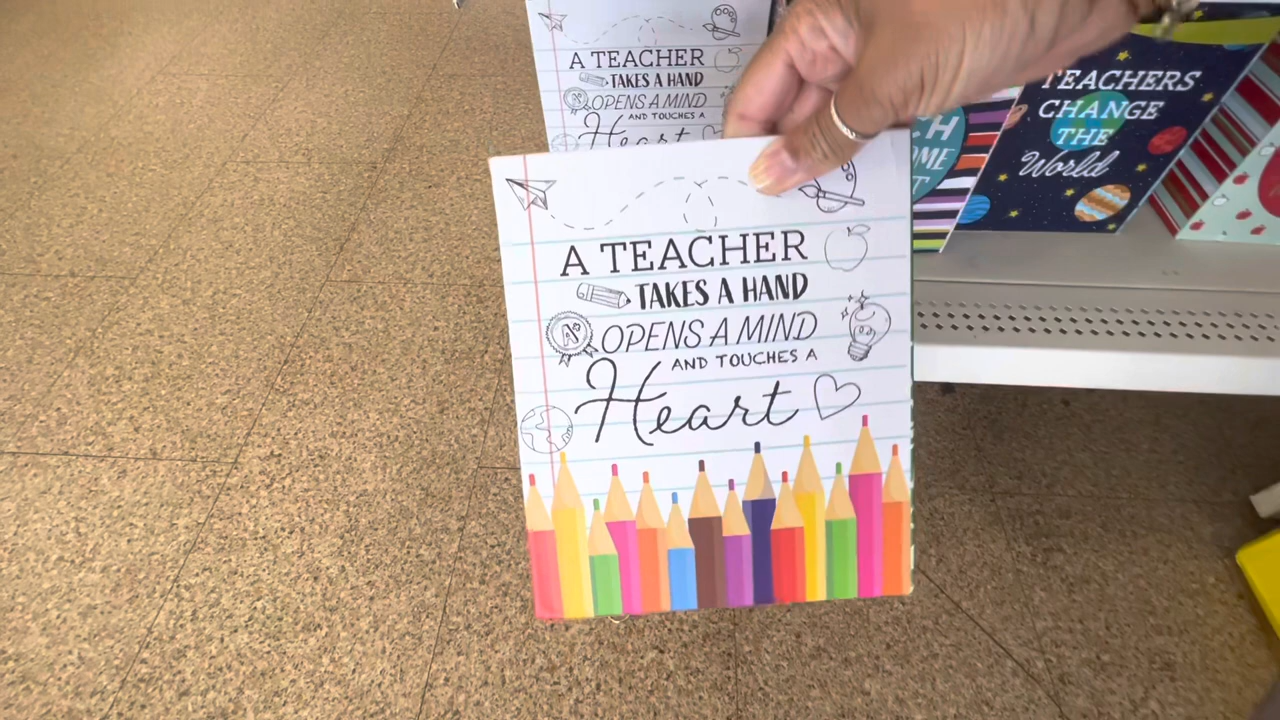 A TEACHER
TAKES A HAND
OPENS A MIND
AND TOUCHES A
Heart
A TEACHER
TAKES A HAND
A+
OPENS A MIND
AND TOUCHES A
Heart
TEACHERS
CHANGE
THE
World